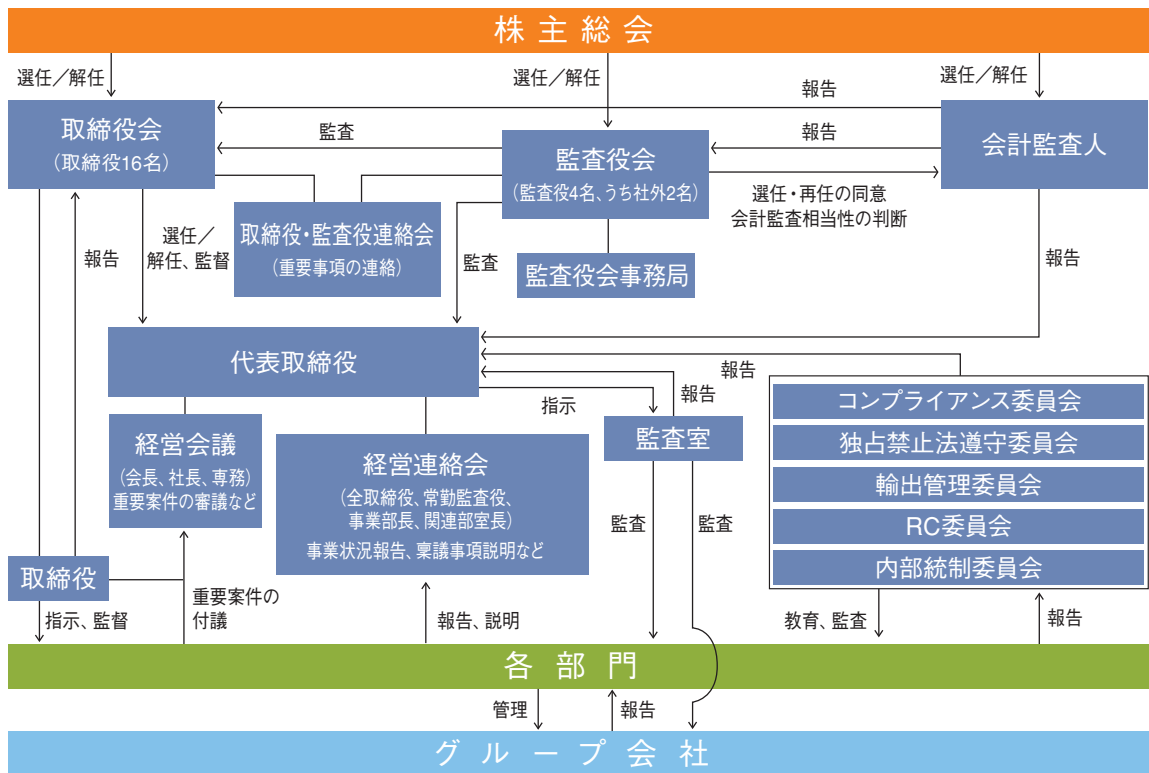 株主総会
選任／解任
選任／解任
選任／解任
報告
取締役会
（取締役16名）
監査
監査役会
（監査役4名、うち社外2名）
報告
会計監査人
選任・再任の同意
会計監査相当性の判断
取締役・監査役連絡会
（重要事項の連絡）
監査役会事務局
報告
選任／
解任、監督
監査
報告
代表取締役
報告
指示
報告
監査室
経営会議
（会長、社長、専務）
重要案件の審議など
経営連絡会
（全取締役、常勤監査役、
事業部長、関連部室長）
事業状況報告、稟議事項説明など
監査
監査
コンプライアンス委員会
独占禁止法遵守委員会
輸出管理委員会
RC委員会
内部統制委員会
取締役
指示、監督
重要案件の
付議
報告、説明
教育、監査
報告
各部門
管理
報告
グループ会社